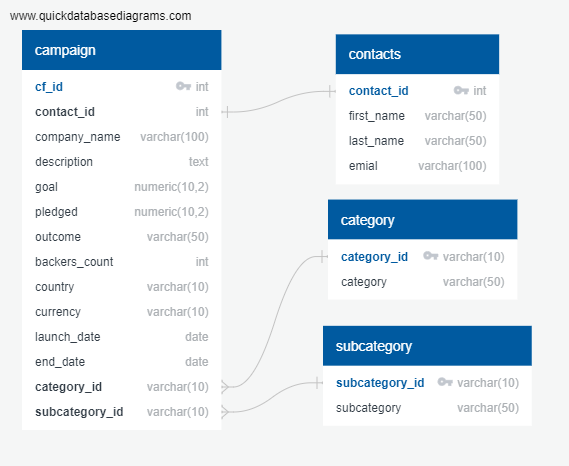 www.quickdatabasediagrams.com
campaign
cf_id int
contact_id int
company_name varchar(100)
description text
goal numeric(10,2)
pledged numeric(10,2)
outcome varchar(50)
backers_count int
country varchar(10)
currency varchar(10)
launch_date date
end_date date
category_id varchar(10)
subcategory_id varchar(10)
contacts
contact_id int
first_name varchar(50)
last_name varchar(50)
emial varchar(100)
category
category_id varchar(10)
category varchar(50)
subcategory
subcategory_id varchar(10)
subcategory varchar(50)